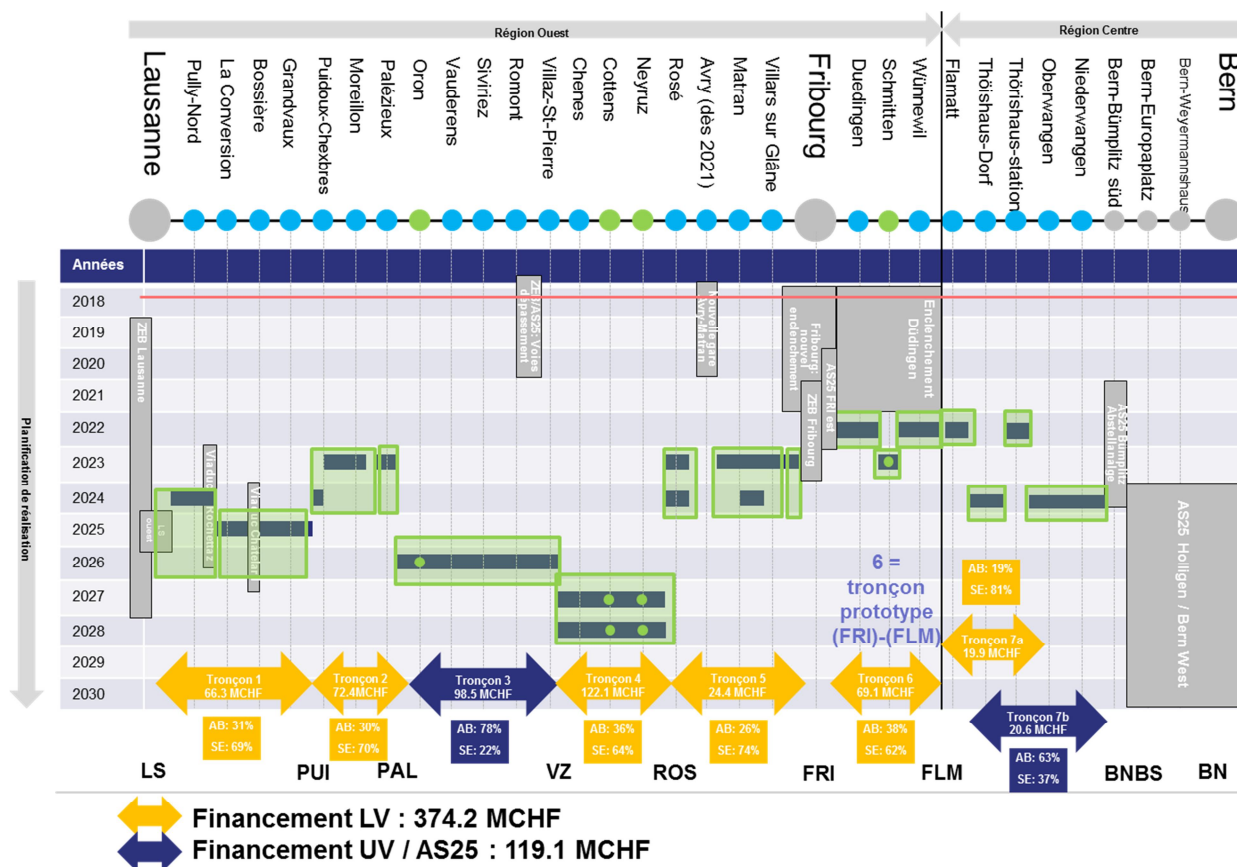 Région Ouest
Région Centre
Lausanne
Pully-Nord
La Conversion
Bossière
Grandvaux
Puidoux-Chexbres
Moreillon
Palézieux
Oron
Vauderens
Siviriez
Romont
Villaz-St-Pierre
Chenes
Cottens
Neyruz
Rosé
Avry (dès 2021)
Matran
Villars sur Glâne
Fribourg
Duedingen
Schmitten
Wünnewil
Flamatt
Thöishaus-Dorf
Thörishaus-station
Oberwangen
Niedenwangen
Bern-Bümplitz süd
Bern-Europaplatz
Bern-Weyermannshaus
Bern
Planification de réalisation
Années
2018
2019
2020
2021
2022
2023
2024
2025
2026
2027
2028
2029
2030
ZEB Lausanne
LS
ouest
Viaduc Rochettaz
ZEB/AS25: Voies
dépassement
Nouvelle gare
Avry-Matran
Fribourg:
nouvel
enclenchement
ZEB Fribourg
AS25 FRI est
Enclenchement
Düdingen
AS25 Bümplitz
AS25 Holligen / Bern West
6 =
tronçon
prototype
(FRI)-(FLM)
Tronçon 1
66.3 MCHF
AB: 31%
SE: 69%
Tronçon 2
72.4MCHF
AB: 30%
SE: 70%
Tronçon 3
98.5 MCHF
AB: 78%
SE: 22%
Tronçon 4
122.1 MCHF
AB: 36%
SE: 64%
Tronçon 5
24.4 MCHF
AB: 26%
SE: 74%
Tronçon 6
69.1 MCHF
AB: 38%
SE: 62%
AB: 19%
SE: 81%
Tronçon 7a
19.9 MCHF
Tronçon 7b
20.6 MCHF
AB: 63%
SE: 37%
LS
PUI
PAL
VZ
ROS
FRI
FLM
BNBS
BN
Financement LV : 374.2 MCHF
Financement UV / AS25 : 119.1 MCHF